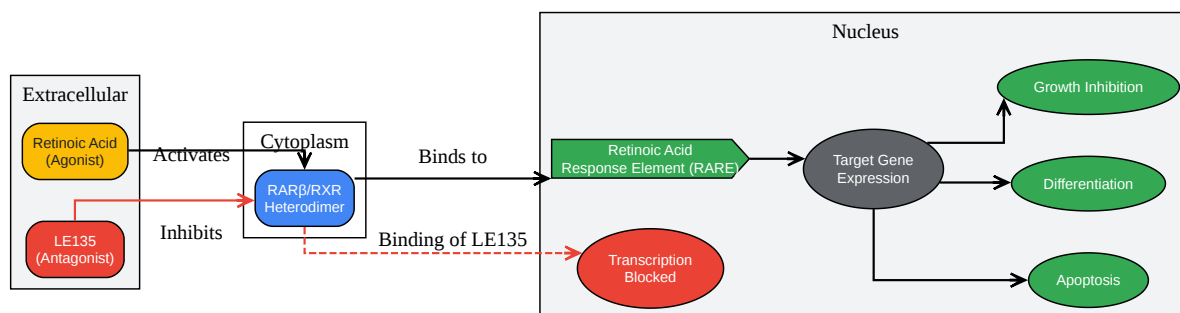 Nucleus
Extracellular
Growth Inhibition
Retinoic Acid
(Agonist)
Activates
Cytoplasm
Binds to
Retinoic Acid
Response Element (RARE)
Target Gene
Expression
RARβ/RXR
Heterodimer
Differentiation
LE135
(Antagonist)
Inhibits
Binding of LE135
Transcription
Blocked
Apoptosis